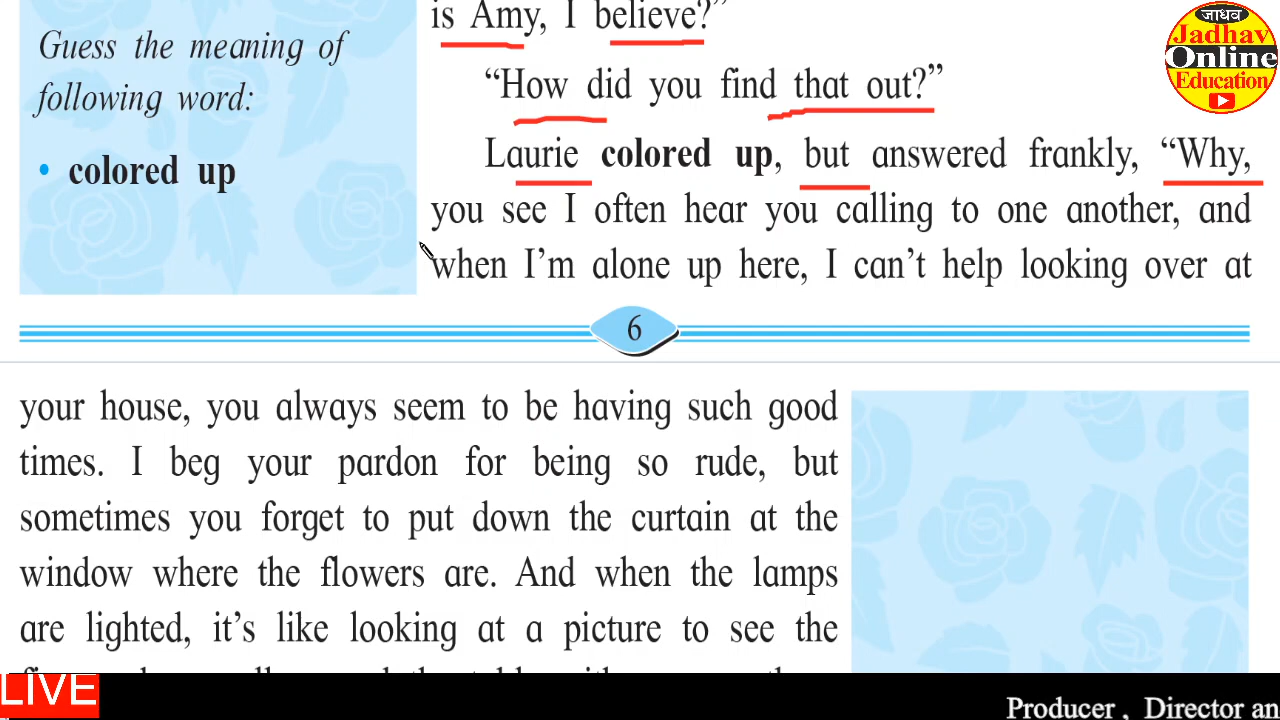 is Amy, I believe?”
Guess the meaning of
following word:
• colored up
“How did you find that out?”
Laurie colored up, but answered frankly, “Why,
you see I often hear you calling to one another, and
when I’m alone up here, I can’t help looking over at
6
your house, you always seem to be having such good
times. I beg your pardon for being so rude, but
sometimes you forget to put down the curtain at the
window where the flowers are. And when the lamps
are lighted, it’s like looking at a picture to see the
जाधव
Jadhav
Online
Education
LIVE
Producer , Director an